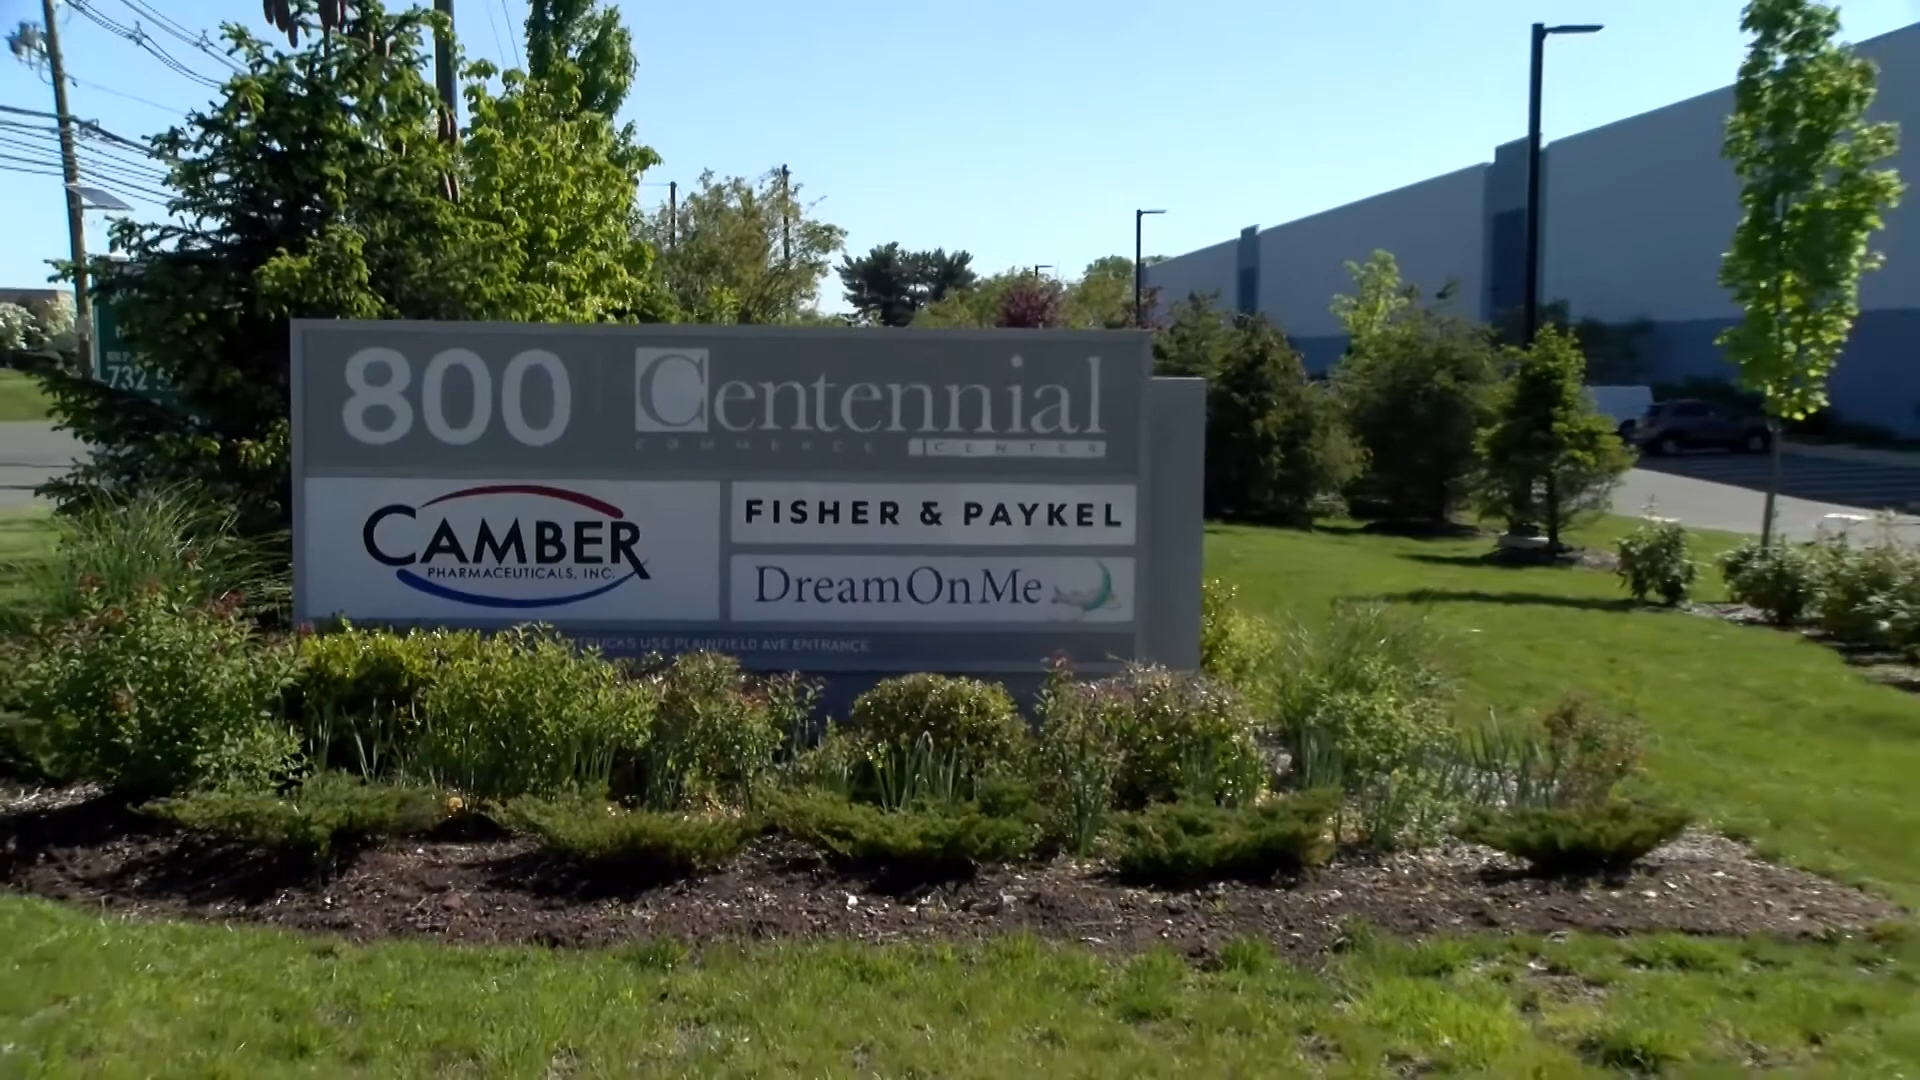 800 Centennial
COMMERCE CENTER
CAMBER
PHARMACEUTICALS, INC.
FISHER & PAYKEL
DreamOnMe
TRUCKS USE PLAINFIELD AVE ENTRANCE
732